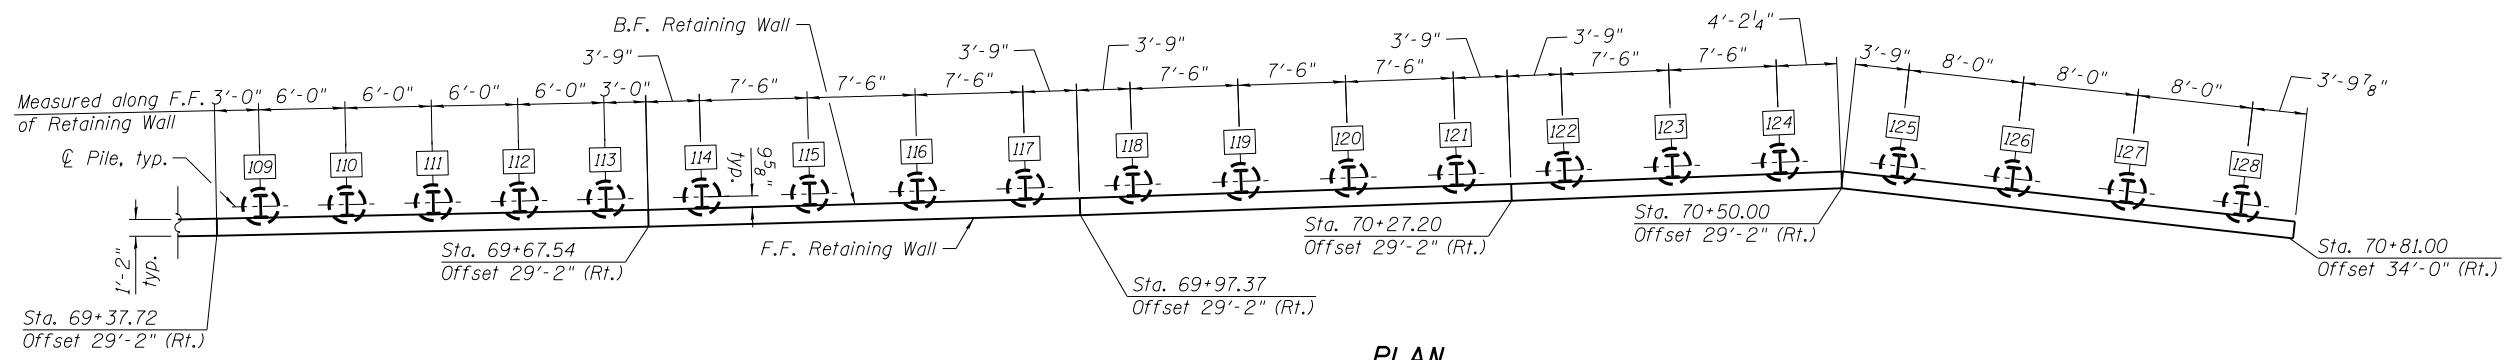 B.F. Retaining Wall
4'-2 1/4"
3'-9"
3'-9"
3'-9"
3'-9"
3'-9"
3'-9"
Measured along F.F.
of Retaining Wall
3'-0"
6'-0"
6'-0"
6'-0"
6'-0"
3'-0"
7'-6"
7'-6"
7'-6"
7'-6"
7'-6"
7'-6"
7'-6"
7'-6"
8'-0"
8'-0"
8'-0"
3'-9 7/8"
℄ Pile, typ.
109
110
111
112
113
114
115
116
117
118
119
120
121
122
123
124
125
126
127
128
9 5/8"
typ.
1'-2"
typ.
F.F. Retaining Wall
Sta. 69+37.72
Offset 29'-2" (Rt.)
Sta. 69+67.54
Offset 29'-2" (Rt.)
Sta. 69+97.37
Offset 29'-2" (Rt.)
Sta. 70+27.20
Offset 29'-2" (Rt.)
Sta. 70+50.00
Offset 29'-2" (Rt.)
Sta. 70+81.00
Offset 34'-0" (Rt.)
PLAN